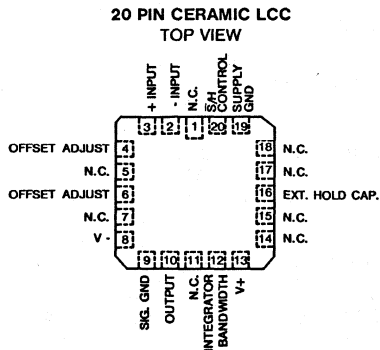 20 PIN CERAMIC LCC
TOP VIEW
+ INPUT
- INPUT
N.C.
S̅/H
CONTROL
SUPPLY
GND
3 2 1 20 19
OFFSET ADJUST 4
N.C. 5
OFFSET ADJUST 6
N.C. 7
V - 8
18 N.C.
17 N.C.
16 EXT. HOLD CAP.
15 N.C.
14 N.C.
9 10 11 12 13
SIG. GND
OUTPUT
N.C.
INTEGRATOR
BANDWIDTH
V+